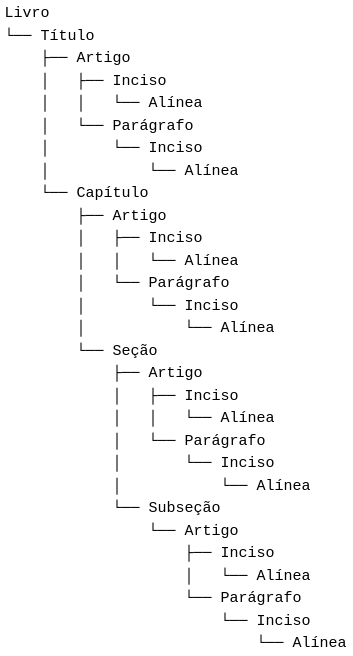 Livro
└── Título
    ├── Artigo
    │   ├── Inciso
    │   │   └── Alínea
    │   └── Parágrafo
    │       └── Inciso
    │           └── Alínea
    └── Capítulo
        ├── Artigo
        │   ├── Inciso
        │   │   └── Alínea
        │   └── Parágrafo
        │       └── Inciso
        │           └── Alínea
        └── Seção
            ├── Artigo
            │   ├── Inciso
            │   │   └── Alínea
            │   └── Parágrafo
            │       └── Inciso
            │           └── Alínea
            └── Subseção
                └── Artigo
                    ├── Inciso
                    │   └── Alínea
                    └── Parágrafo
                        └── Inciso
                            └── Alínea